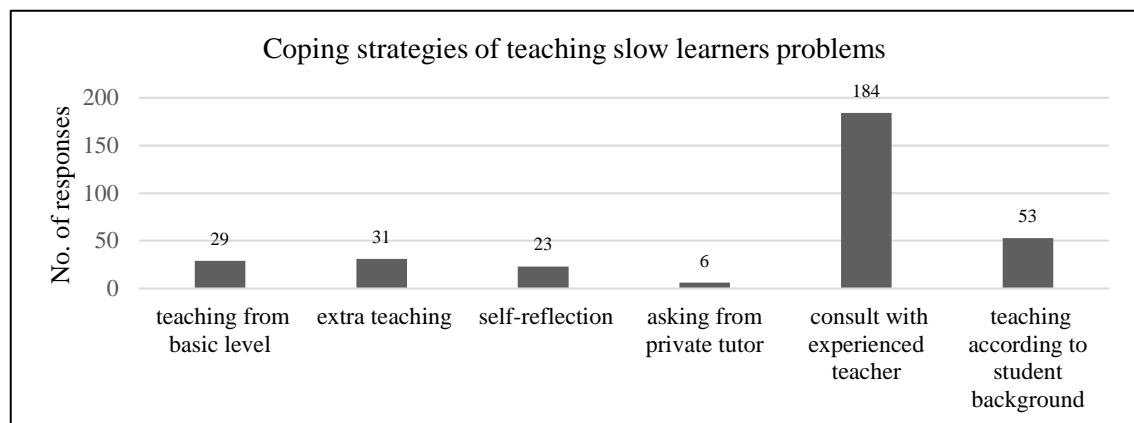 Coping strategies of teaching slow learners problems
No. of responses
200
150
100
50
0
29
31
23
6
184
53
teaching from
basic level
extra teaching
self-reflection
asking from
private tutor
consult with
experienced
teacher
teaching
according to
student
background